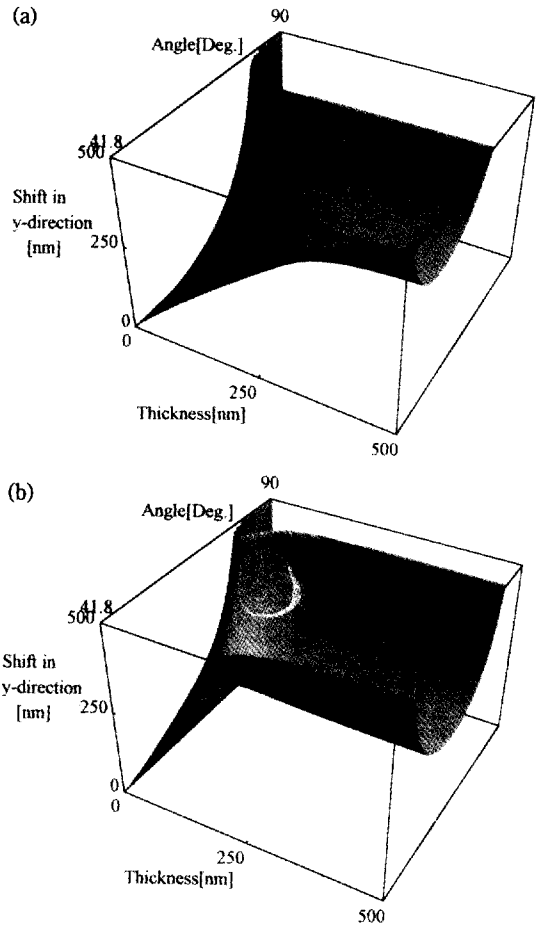 (a)
90
Angle[Deg.]
41.8
500
Shift in
y-direction
[nm]
250
0
0
250
Thickness[nm]
500
(b)
90
Angle[Deg.]
41.8
500
Shift in
y-direction
[nm]
250
0
0
250
Thickness[nm]
500